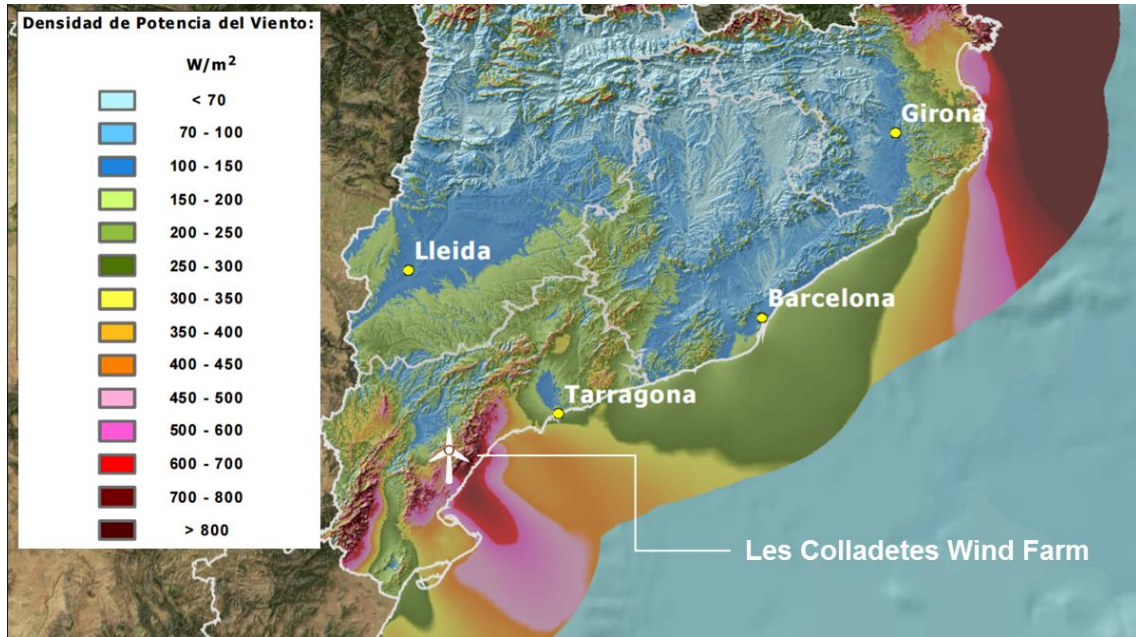 Densidad de Potencia del Viento:
W/m²
< 70
70 - 100
100 - 150
150 - 200
200 - 250
250 - 300
300 - 350
350 - 400
400 - 450
450 - 500
500 - 600
600 - 700
700 - 800
> 800
Girona
Lleida
Barcelona
Tarragona
Les Colladetes Wind Farm